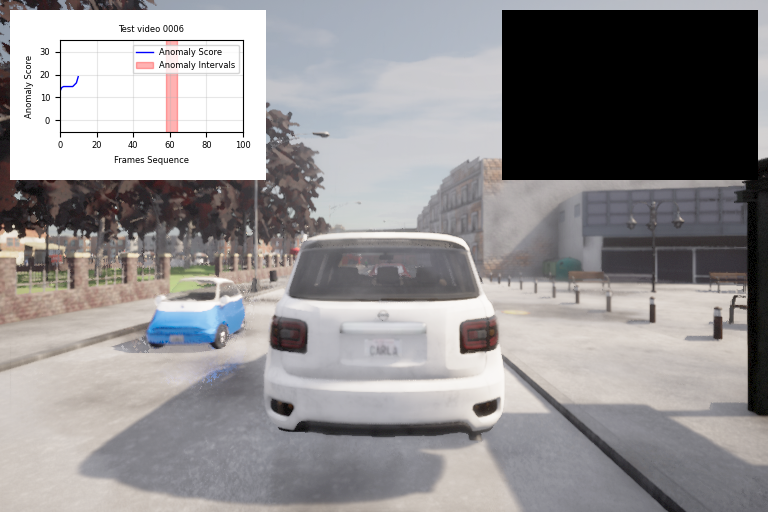 Test video 0006
Anomaly Score
Anomaly Intervals
30
20
10
0
Anomaly Score
0 20 40 60 80 100
Frames Sequence
CARLA